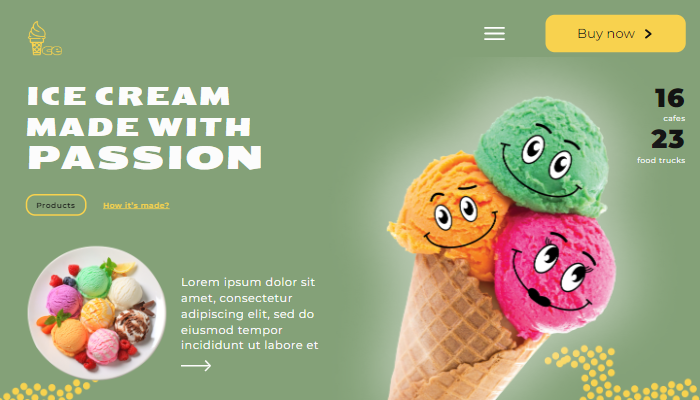 ice
Buy now
ICE CREAM
MADE WITH
PASSION
16
cafes
23
food trucks
Products
How it's made?
Lorem ipsum dolor sit
amet, consectetur
adipiscing elit, sed do
eiusmod tempor
incididunt ut labore et